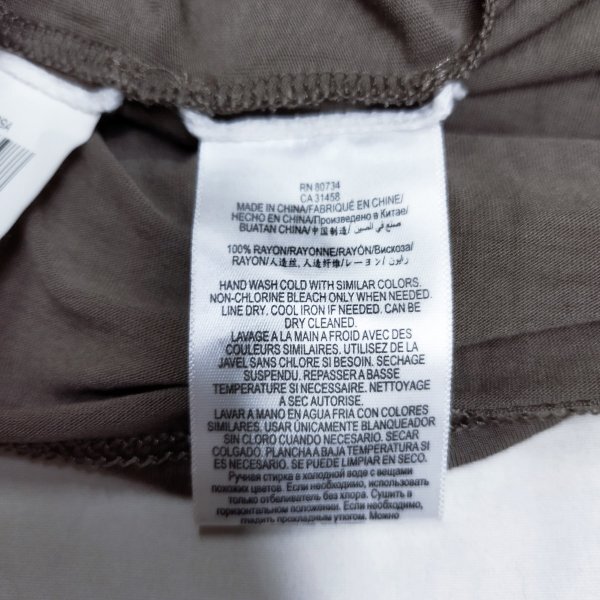 RN 80734
CA 31458
MADE IN CHINA/FABRIQUÉ EN CHINE/
HECHO EN CHINA/Произведено в Китае/
BUATAN CHINA/中国制造/ صنع في الصين
100% RAYON/RAYONNE/RAYÓN/Вискоза/
RAYON/人造丝, 人造纤维/レーヨン/ رايون
HAND WASH COLD WITH SIMILAR COLORS.
NON-CHLORINE BLEACH ONLY WHEN NEEDED.
LINE DRY. COOL IRON IF NEEDED. CAN BE
DRY CLEANED.
LAVAGE A LA MAIN A FROID AVEC DES
COULEURS SIMILAIRES. UTILISEZ DE LA
JAVEL SANS CHLORE SI BESOIN. SECHAGE
SUSPENDU. REPASSER A BASSE
TEMPERATURE SI NECESSAIRE. NETTOYAGE
A SEC AUTORISE.
LAVAR A MANO EN AGUA FRIA CON COLORES
SIMILARES. USAR ÚNICAMENTE BLANQUEADOR
SIN CLORO CUANDO NECESARIO. SECAR
COLGADO. PLANCHA A BAJA TEMPERATURA SI
ES NECESARIO. SE PUEDE LIMPIAR EN SECO.
Ручная стирка в холодной воде с вещами
похожих цветов. Если необходимо, использовать
только отбеливатель без хлора. Сушить в
горизонтальном положении. Если необходимо,
гладить прохладным утюгом. Можно